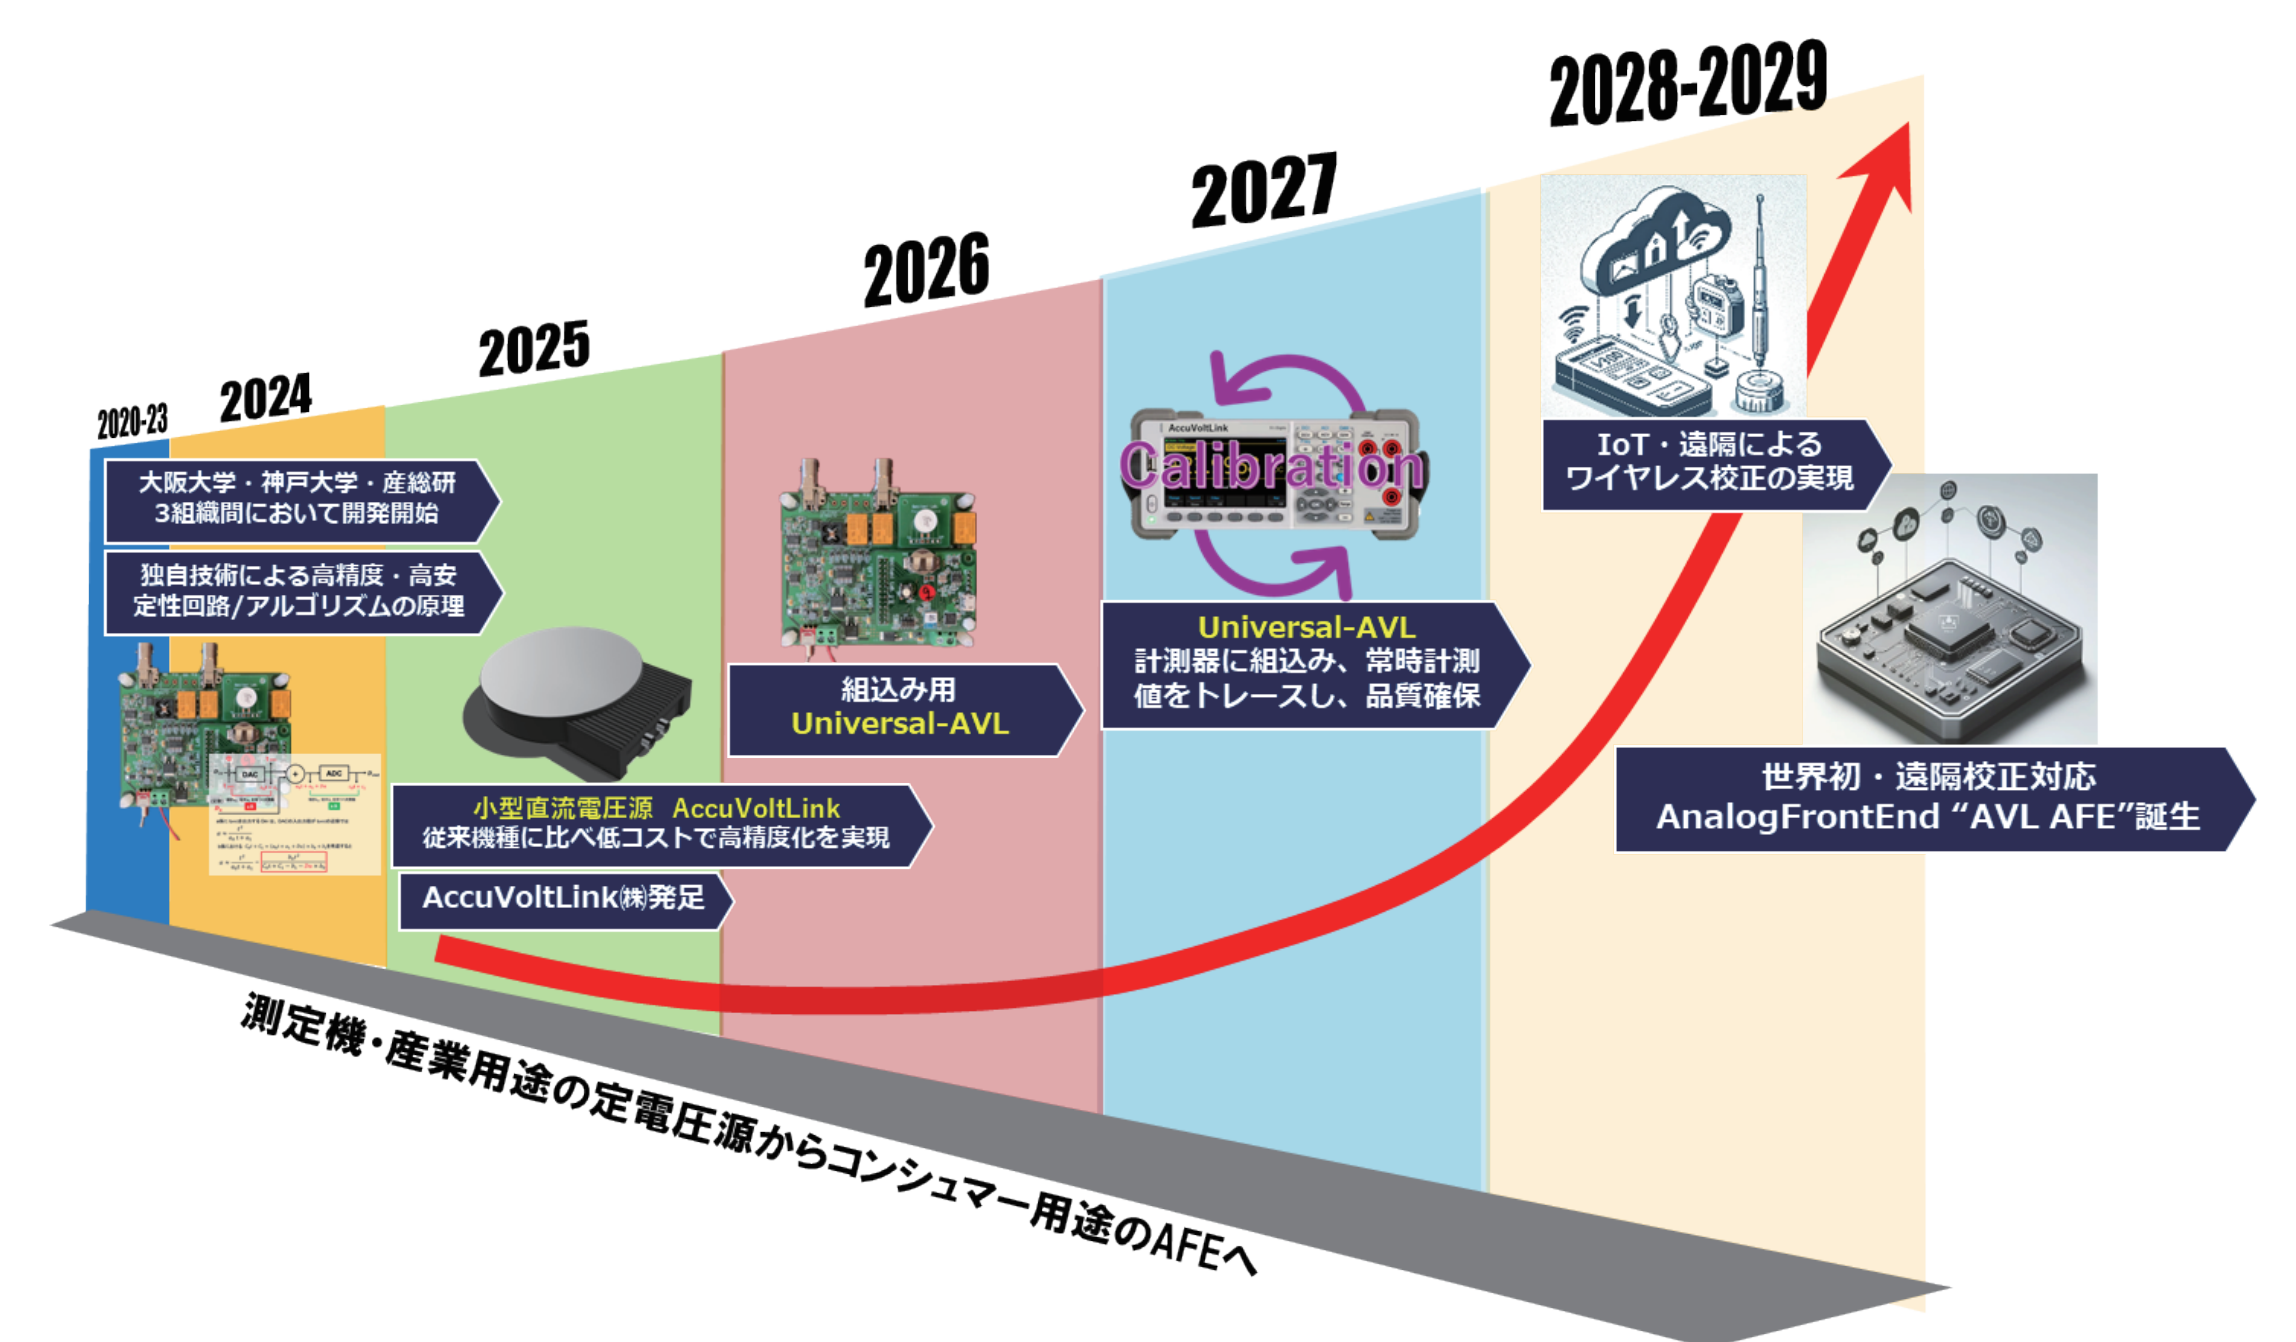 2020-23
2024
2025
2026
2027
2028-2029
大阪大学・神戸大学・産総研
3組織間において開発開始
独自技術による高精度・高安
定性回路/アルゴリズムの原理
DAC
ADC
小型直流電圧源 AccuVoltLink
従来機種に比べ低コストで高精度化を実現
AccuVoltLink㈱発足
組込み用
Universal-AVL
AccuVoltLink
Calibration
Universal-AVL
計測器に組込み、常時計測
値をトレースし、品質確保
IoT・遠隔による
ワイヤレス校正の実現
世界初・遠隔校正対応
AnalogFrontEnd “AVL AFE”誕生
測定機・産業用途の定電圧源からコンシュマー用途のAFEへ